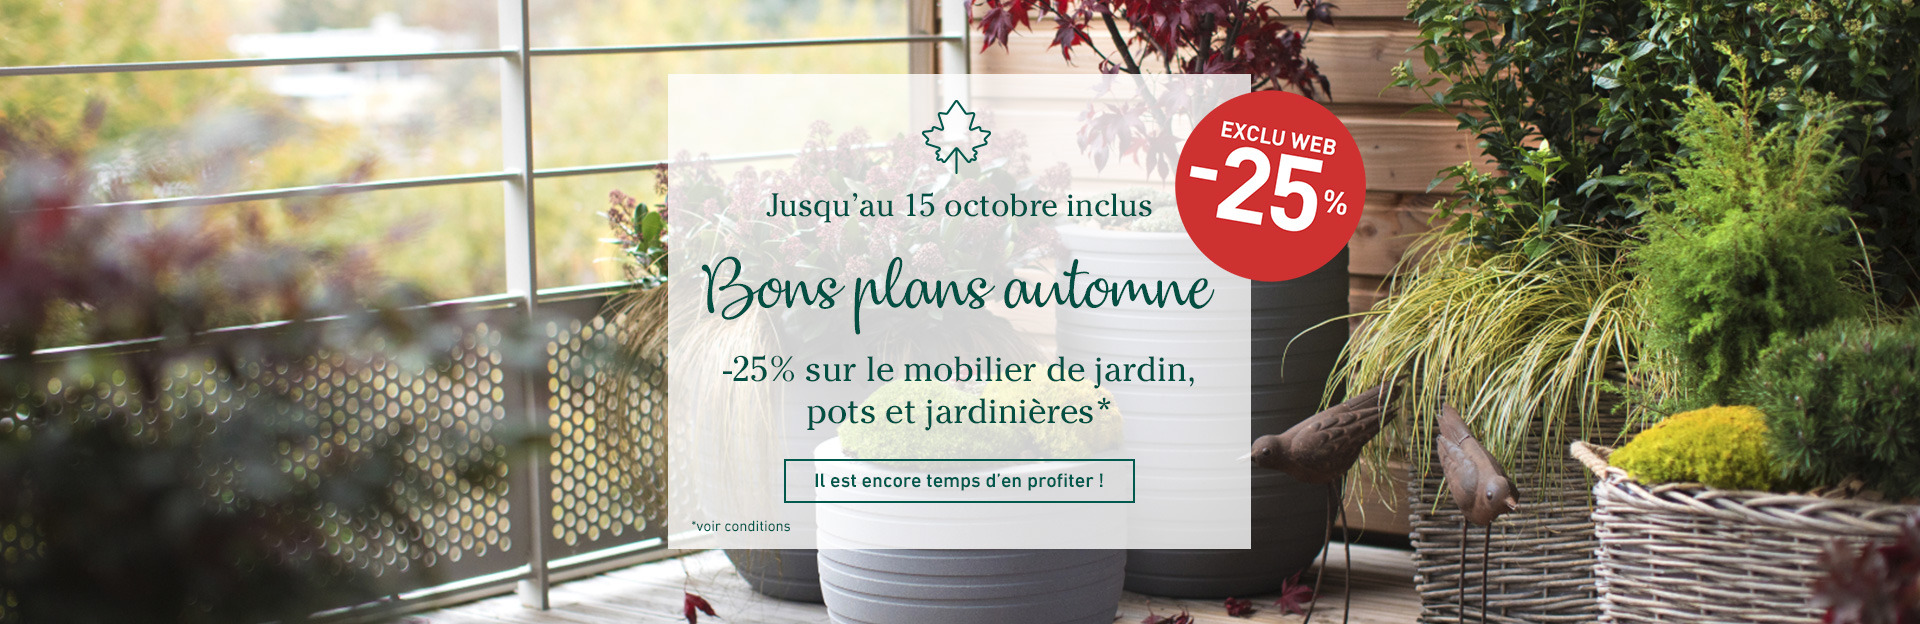 Jusqu'au 15 octobre inclus
EXCLU WEB
-25%
Bons plans automne
-25% sur le mobilier de jardin,
pots et jardinières*
Il est encore temps d'en profiter !
*voir conditions